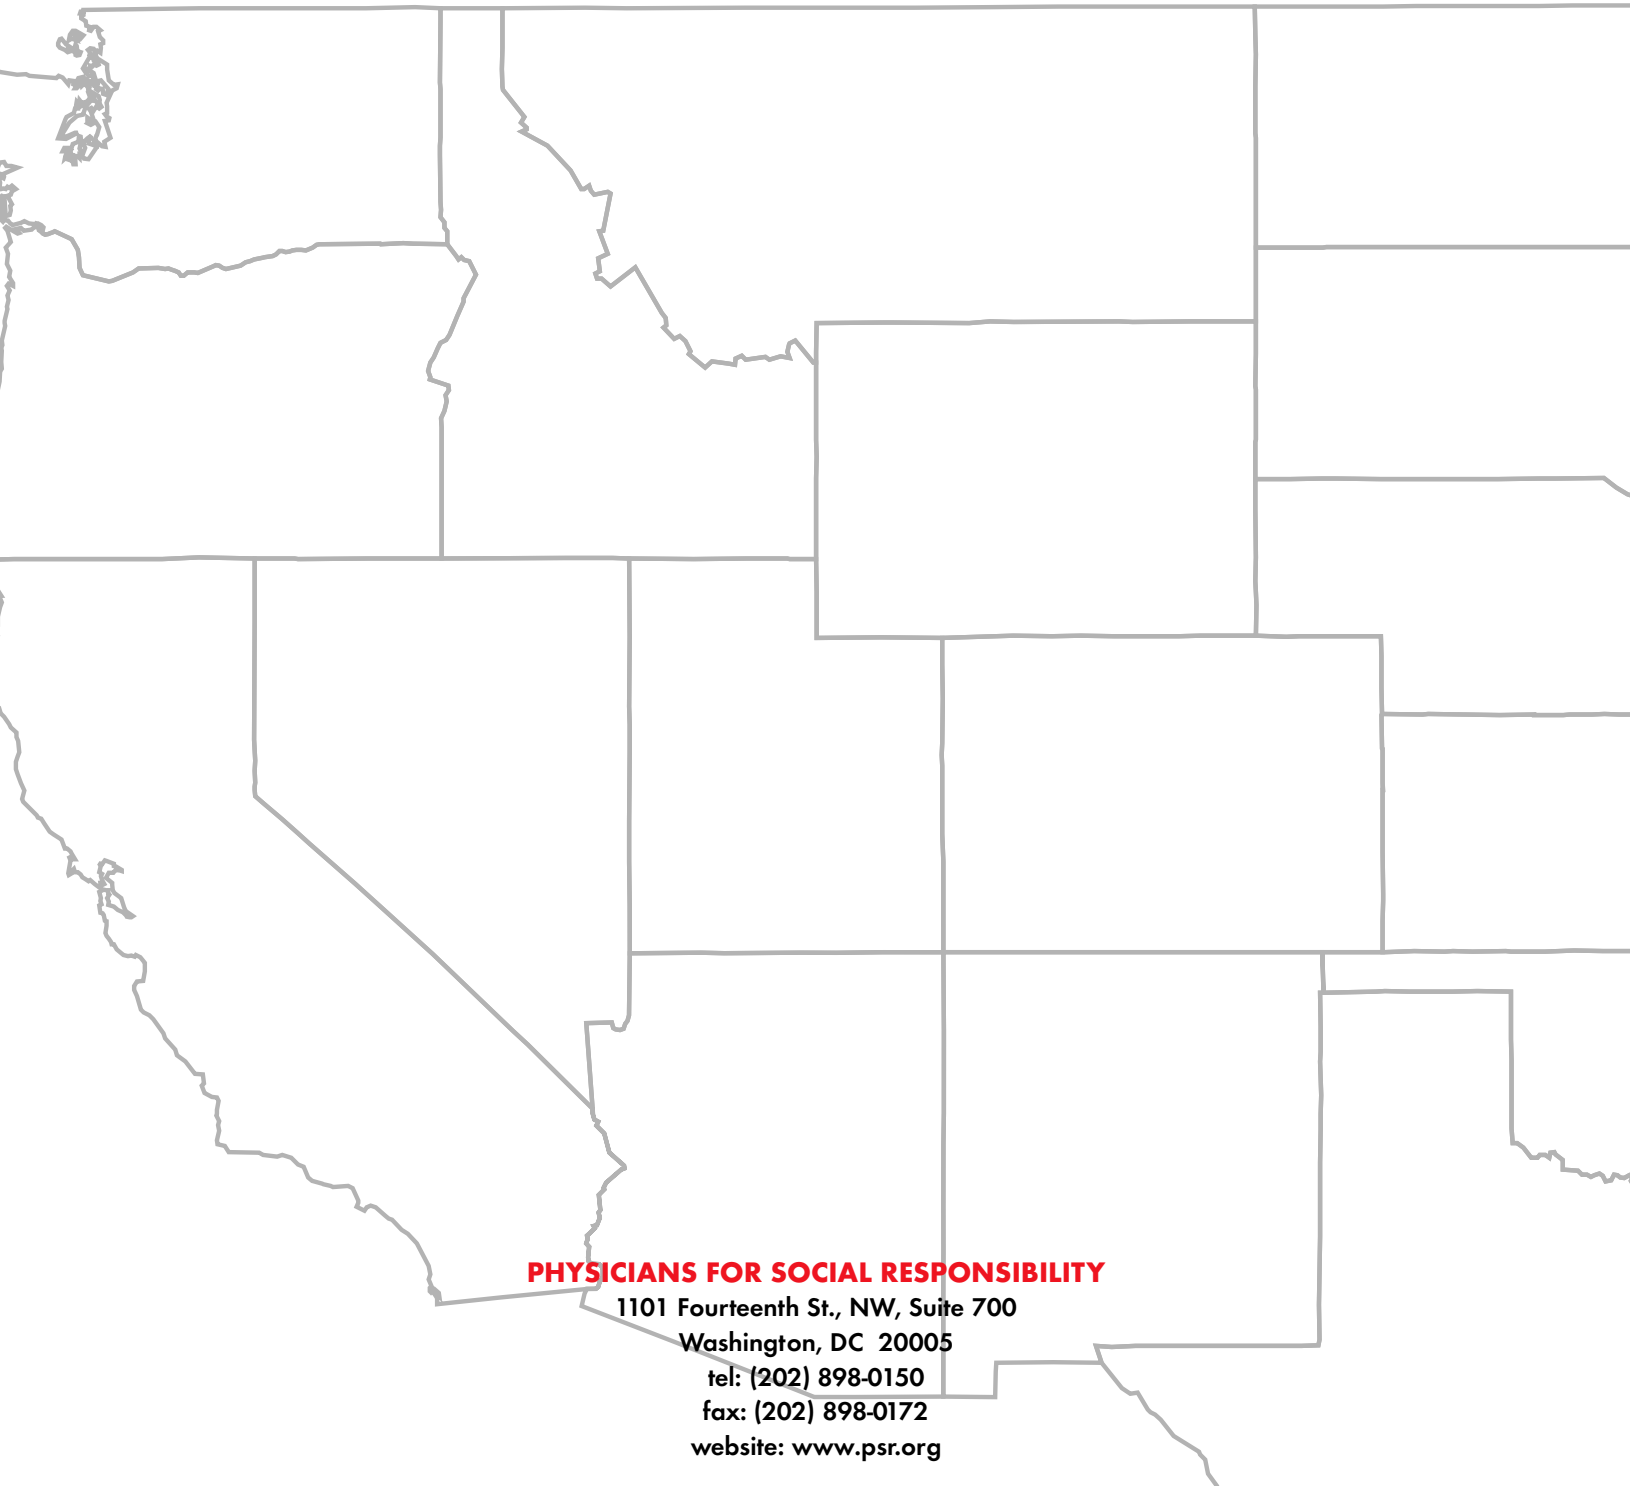 PHYSICIANS FOR SOCIAL RESPONSIBILITY
1101 Fourteenth St., NW, Suite 700
Washington, DC 20005
tel: (202) 898-0150
fax: (202) 898-0172
website: www.psr.org